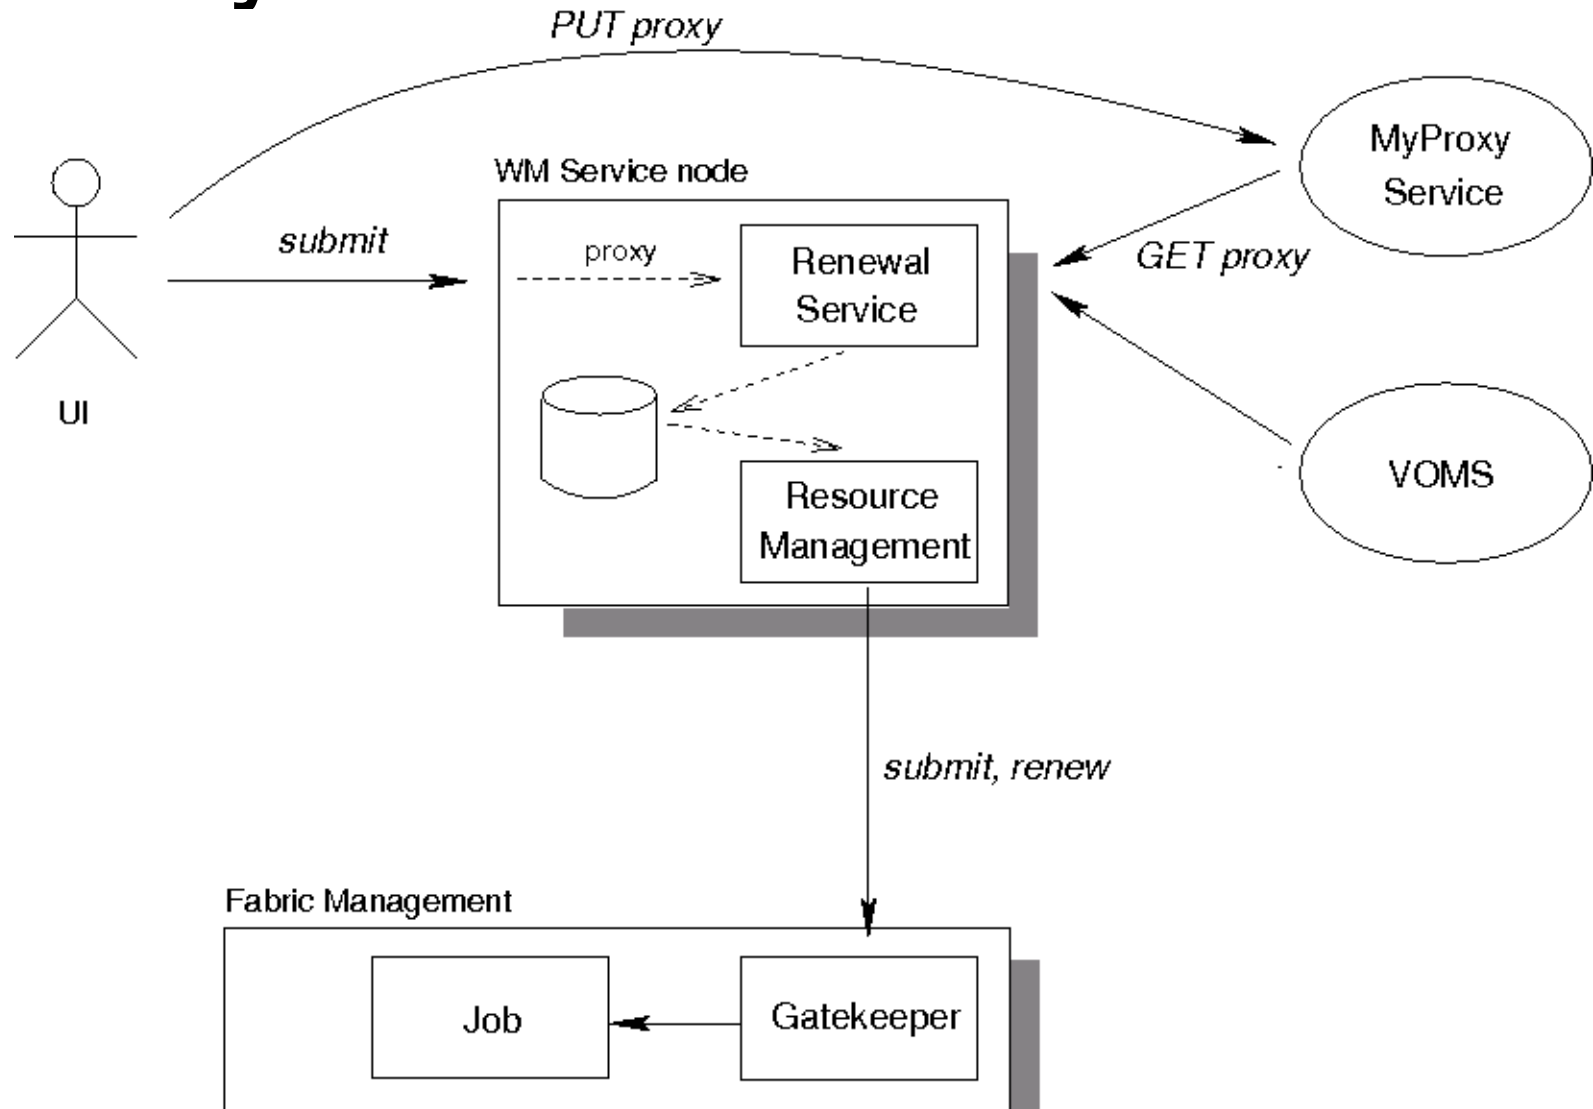 PUT proxy
MyProxy
Service
WM Service node
submit
proxy
Renewal
Service
GET proxy
UI
VOMS
Resource
Management
submit, renew
Fabric Management
Job
Gatekeeper